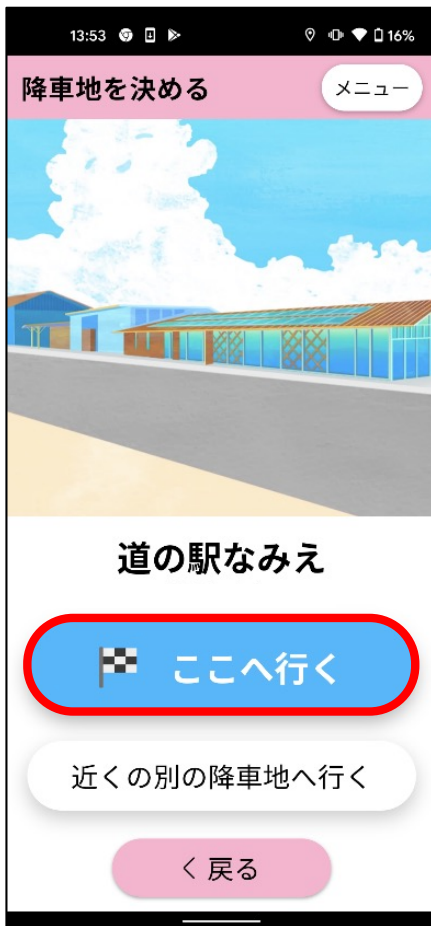 13:53 16%
降車地を決める メニュー
道の駅なみえ
ここへ行く
近くの別の降車地へ行く
< 戻る